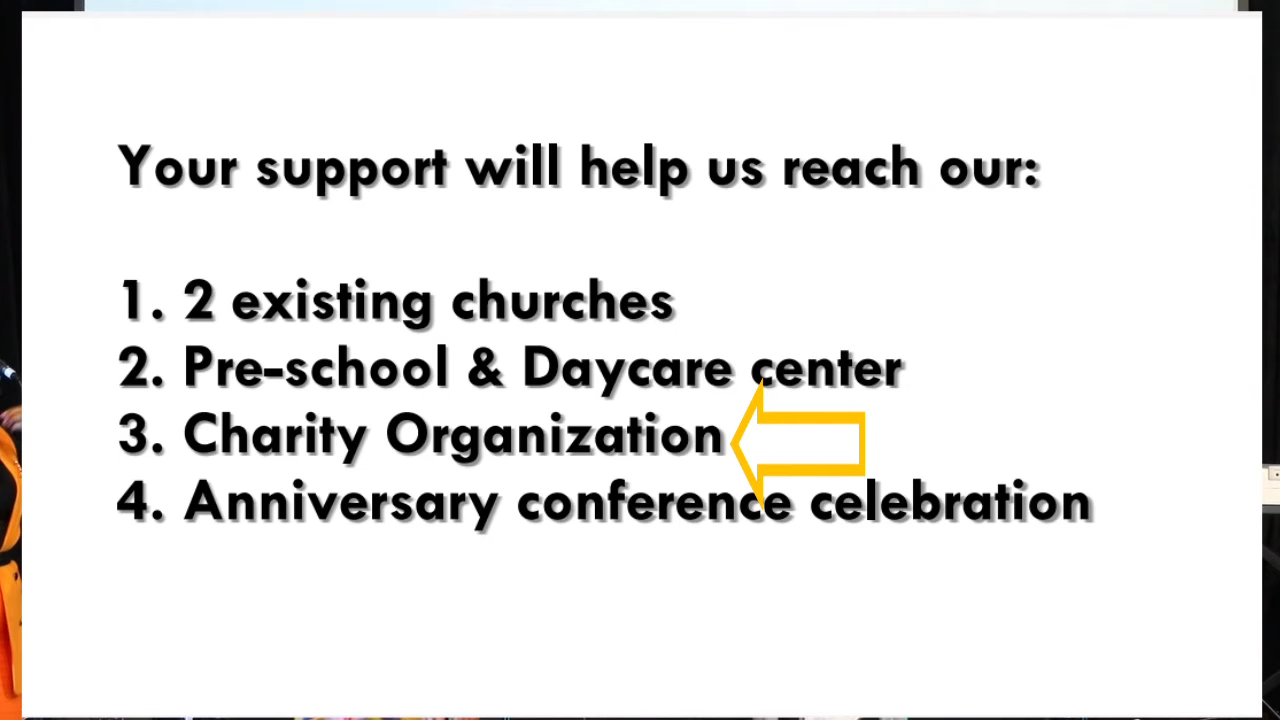 Your support will help us reach our:
1. 2 existing churches
2. Pre-school & Daycare center
3. Charity Organization
4. Anniversary conference celebration